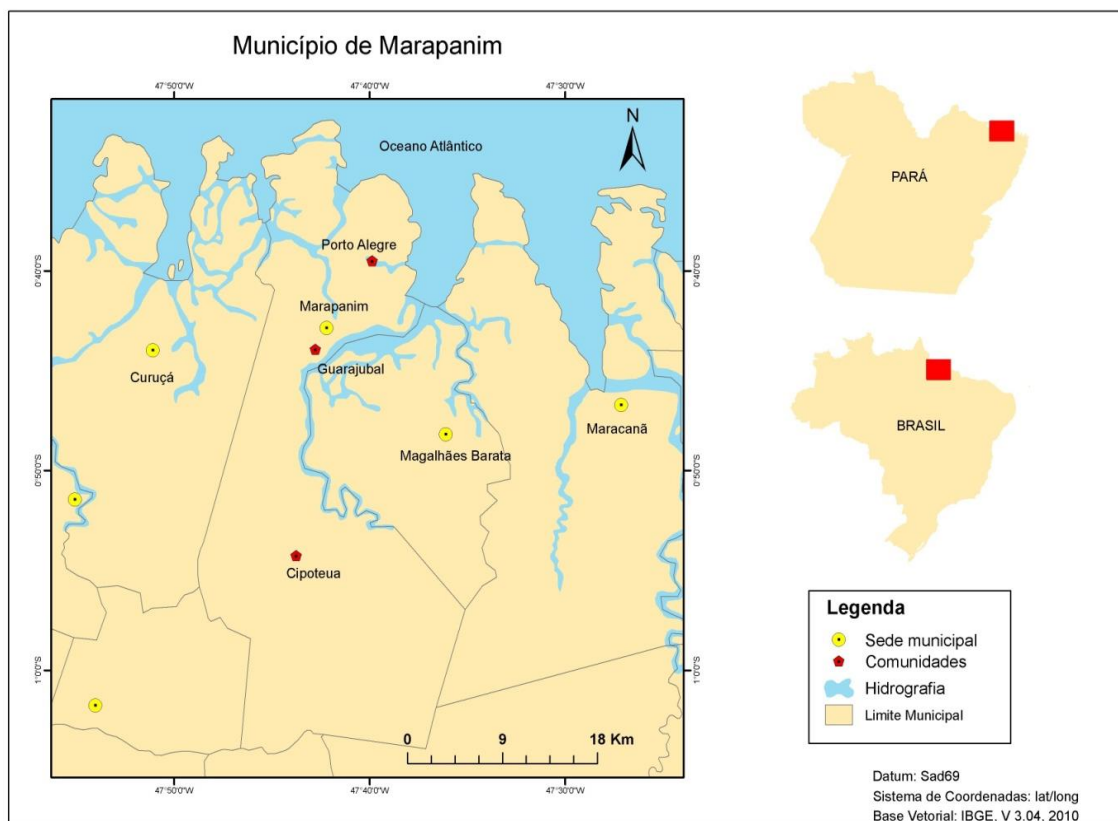 Município de Marapanim
47°50'0"W
47°40'0"W
47°30'0"W
N
Oceano Atlântico
Porto Alegre
0°40'0"S
0°40'0"S
Marapanim
Guarajubal
Curuçá
Maracanã
Magalhães Barata
0°50'0"S
0°50'0"S
Cipoteua
1°0'0"S
1°0'0"S
0 9 18 Km
47°50'0"W
47°40'0"W
47°30'0"W
PARÁ
BRASIL
Legenda
Sede municipal
Comunidades
Hidrografia
Limite Municipal
Datum: Sad69
Sistema de Coordenadas: lat/long
Base Vetorial: IBGE, V 3.04, 2010